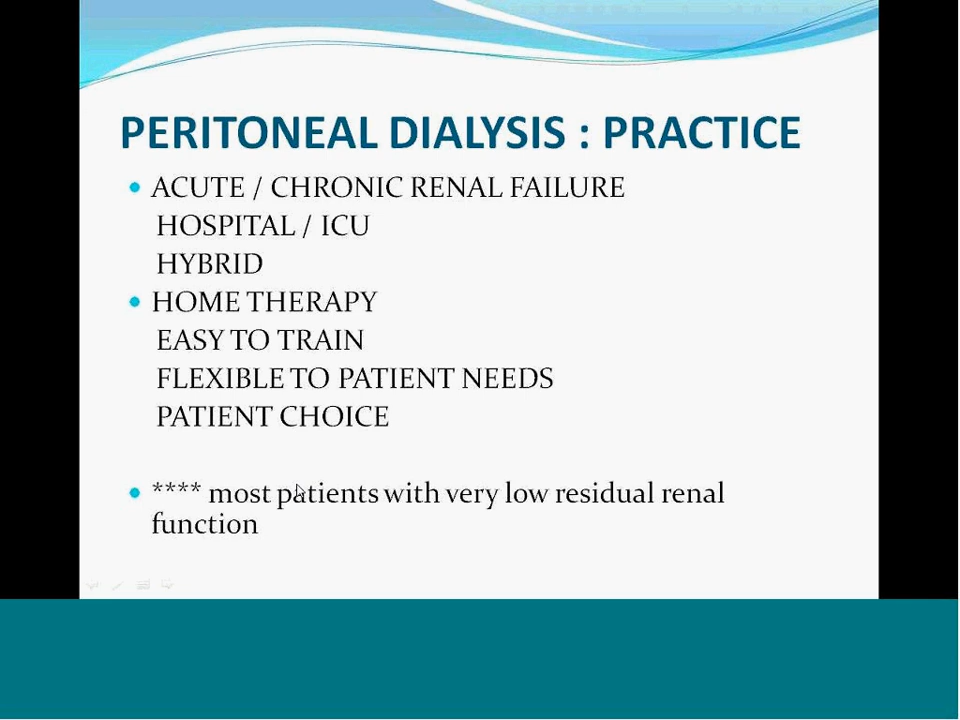 PERITONEAL DIALYSIS : PRACTICE
ACUTE / CHRONIC RENAL FAILURE
HOSPITAL / ICU
HYBRID
HOME THERAPY
EASY TO TRAIN
FLEXIBLE TO PATIENT NEEDS
PATIENT CHOICE
**** most patients with very low residual renal
function